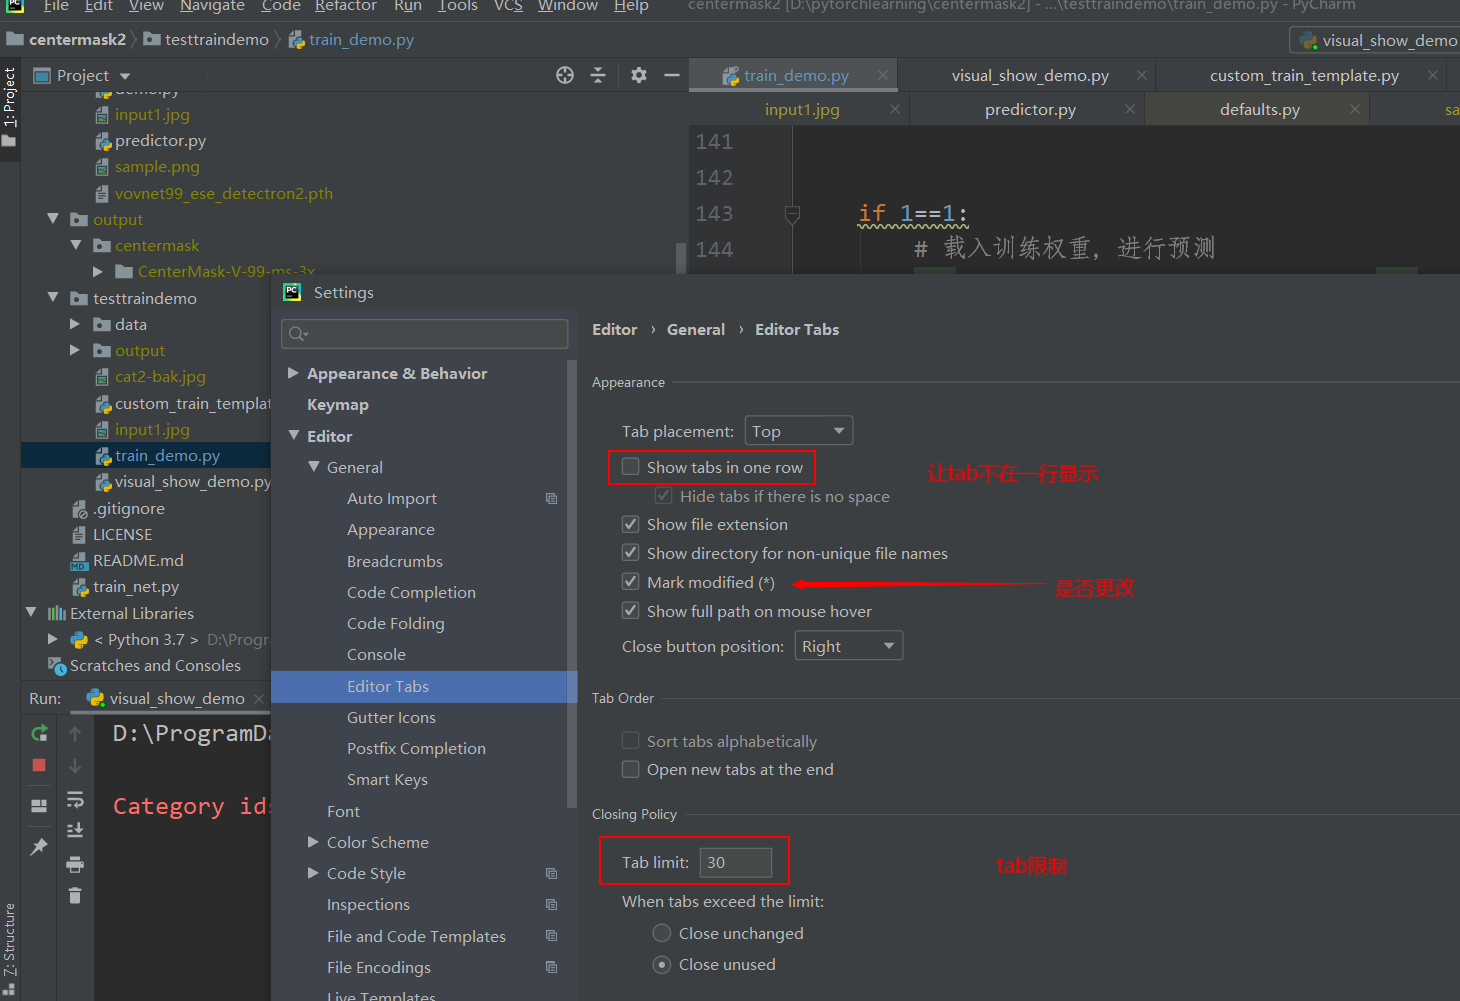 File Edit View Navigate Code Refactor Run Tools VCS Window Help centermask2 [D:\pytorchlearning\centermask2] - ...\testtraindemo\train_demo.py - PyCharm
centermask2 testtraindemo train_demo.py visual_show_demo
Project
train_demo.py visual_show_demo.py custom_train_template.py
input1.jpg predictor.py defaults.py sa
1: Project
demo.py
input1.jpg
predictor.py
sample.png
vovnet99_ese_detectron2.pth
output
centermask
CenterMask-V-99-ms-3x
testtraindemo
data
output
cat2-bak.jpg
custom_train_templat
input1.jpg
train_demo.py
visual_show_demo.py
.gitignore
LICENSE
README.md
train_net.py
External Libraries
< Python 3.7 > D:\Progra
Scratches and Consoles
141
142
143 if 1==1:
144 # 载入训练权重，进行预测
Settings
Appearance & Behavior
Keymap
Editor
General
Auto Import
Appearance
Breadcrumbs
Code Completion
Code Folding
Console
Editor Tabs
Gutter Icons
Postfix Completion
Smart Keys
Font
Color Scheme
Code Style
Inspections
File and Code Templates
File Encodings
Live Templates
Editor › General › Editor Tabs
Appearance
Tab placement: Top
Show tabs in one row 让tab不在一行显示
Hide tabs if there is no space
Show file extension
Show directory for non-unique file names
Mark modified (*) 是否更改
Show full path on mouse hover
Close button position: Right
Tab Order
Sort tabs alphabetically
Open new tabs at the end
Closing Policy
Tab limit: 30 tab限制
When tabs exceed the limit:
Close unchanged
Close unused
Run: visual_show_demo
D:\ProgramDa
Category ids
Z: Structure